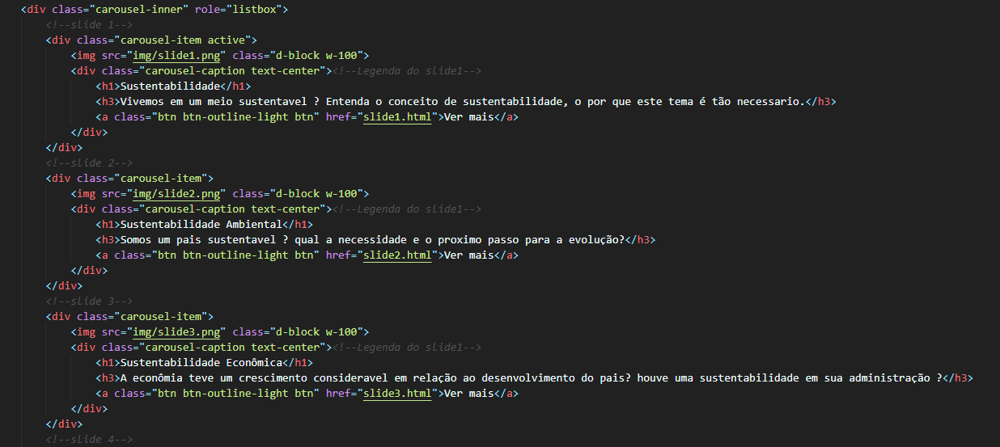 <div class="carousel-inner" role="listbox">
<!--slide 1-->
<div class="carousel-item active">
<img src="img/slide1.png" class="d-block w-100">
<div class="carousel-caption text-center"><!--Legenda do slide1-->
<h1>Sustentabilidade</h1>
<h3>Vivemos em um meio sustentavel ? Entenda o conceito de sustentabilidade, o por que este tema é tão necessario.</h3>
<a class="btn btn-outline-light btn" href="slide1.html">Ver mais</a>
</div>
</div>
<!--slide 2-->
<div class="carousel-item">
<img src="img/slide2.png" class="d-block w-100">
<div class="carousel-caption text-center"><!--Legenda do slide1-->
<h1>Sustentabilidade Ambiental</h1>
<h3>Somos um pais sustentavel ? qual a necessidade e o proximo passo para a evolução?</h3>
<a class="btn btn-outline-light btn" href="slide2.html">Ver mais</a>
</div>
</div>
<!--slide 3-->
<div class="carousel-item">
<img src="img/slide3.png" class="d-block w-100">
<div class="carousel-caption text-center"><!--Legenda do slide1-->
<h1>Sustentabilidade Econômica</h1>
<h3>A econômia teve um crescimento consideravel em relação ao desenvolvimento do pais? houve uma sustentabilidade em sua administração ?</h3>
<a class="btn btn-outline-light btn" href="slide3.html">Ver mais</a>
</div>
</div>
<!--slide 4-->